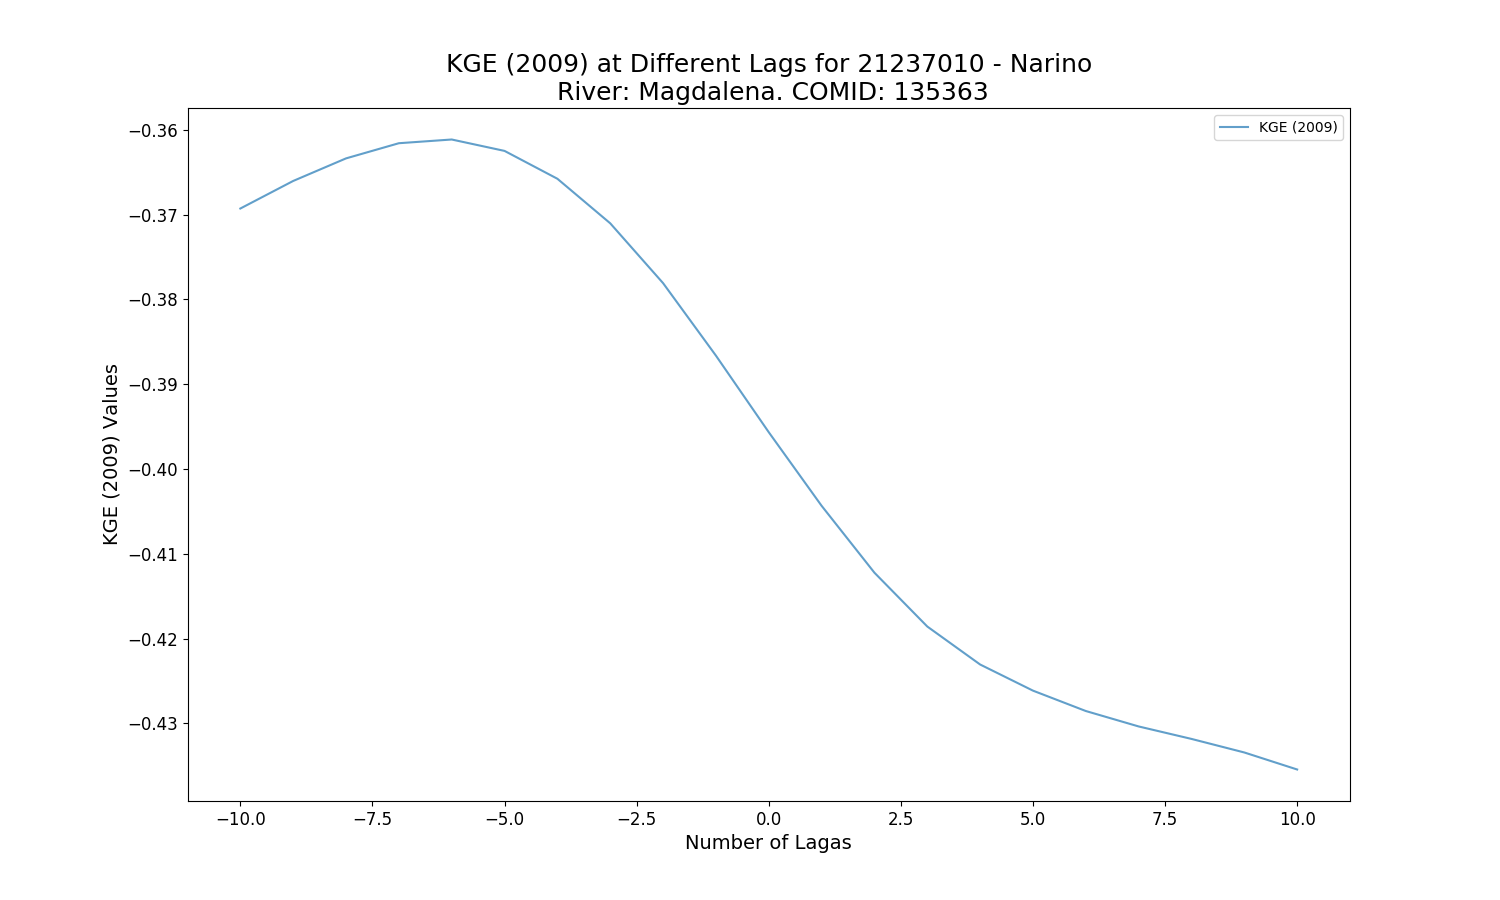 KGE (2009) at Different Lags for 21237010 - Narino
River: Magdalena. COMID: 135363
KGE (2009)
−0.36
−0.37
−0.38
−0.39
−0.40
−0.41
−0.42
−0.43
KGE (2009) Values
−10.0 −7.5 −5.0 −2.5 0.0 2.5 5.0 7.5 10.0
Number of Lagas